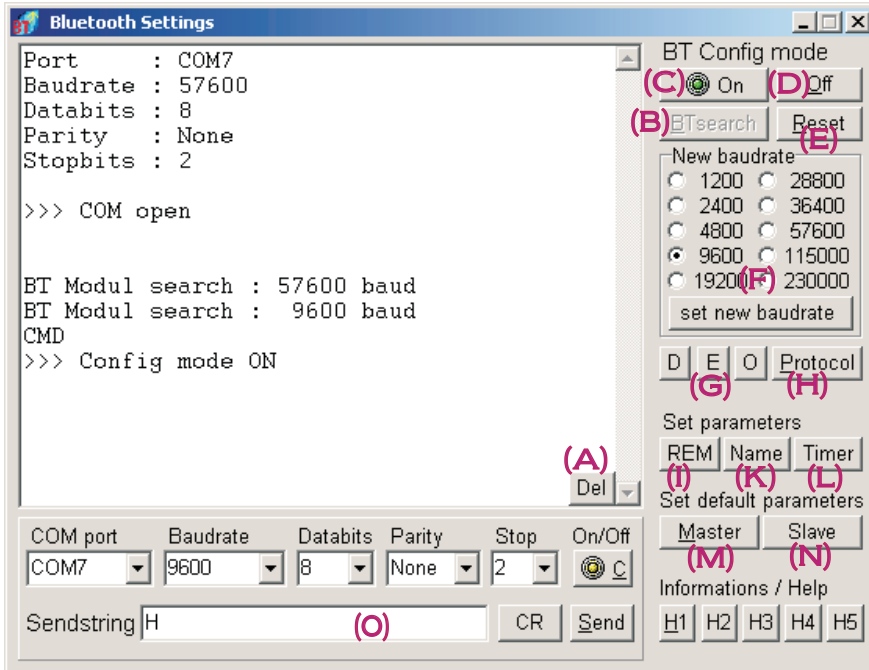 BT Bluetooth Settings
Port : COM7
Baudrate : 57600
Databits : 8
Parity : None
Stopbits : 2
>>> COM open
BT Modul search : 57600 baud
BT Modul search : 9600 baud
CMD
>>> Config mode ON
(A)
Del
BT Config mode
(C) On (D) Off
(B) BTsearch Reset
(E)
New baudrate
1200 28800
2400 36400
4800 57600
9600 115000
19200 (F) 230000
set new baudrate
D E O Protocol
(G) (H)
Set parameters
REM Name Timer
(I) (K) (L)
Set default parameters
Master Slave
(M) (N)
Informations / Help
H1 H2 H3 H4 H5
COM port Baudrate Databits Parity Stop On/Off
COM7 9600 8 None 2 C
Sendstring H (O) CR Send